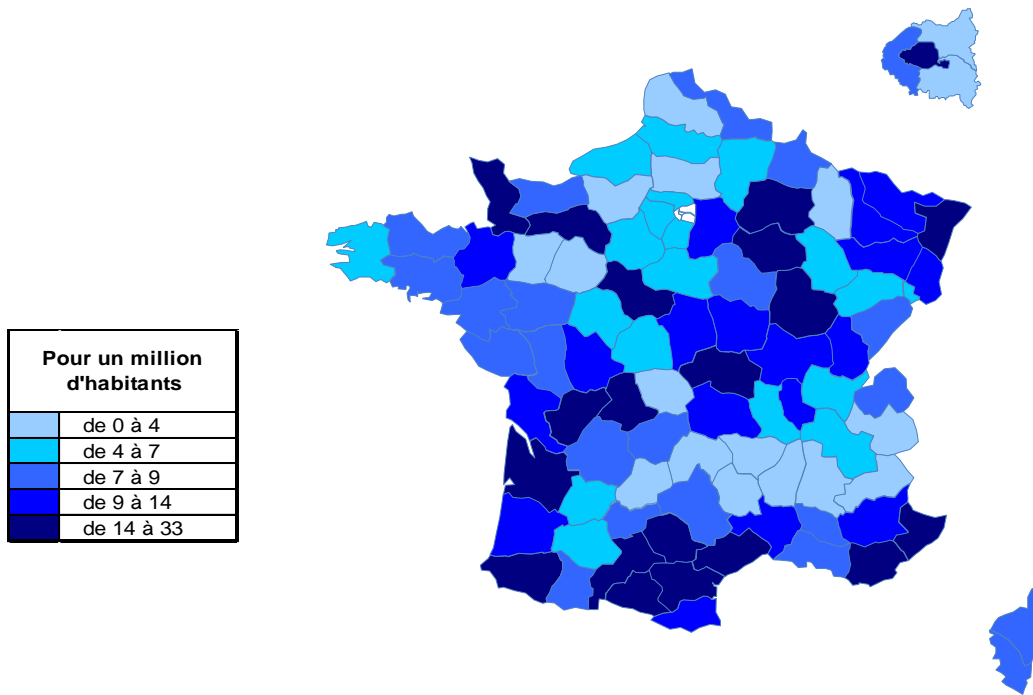 Pour un million
d'habitants
de 0 à 4
de 4 à 7
de 7 à 9
de 9 à 14
de 14 à 33